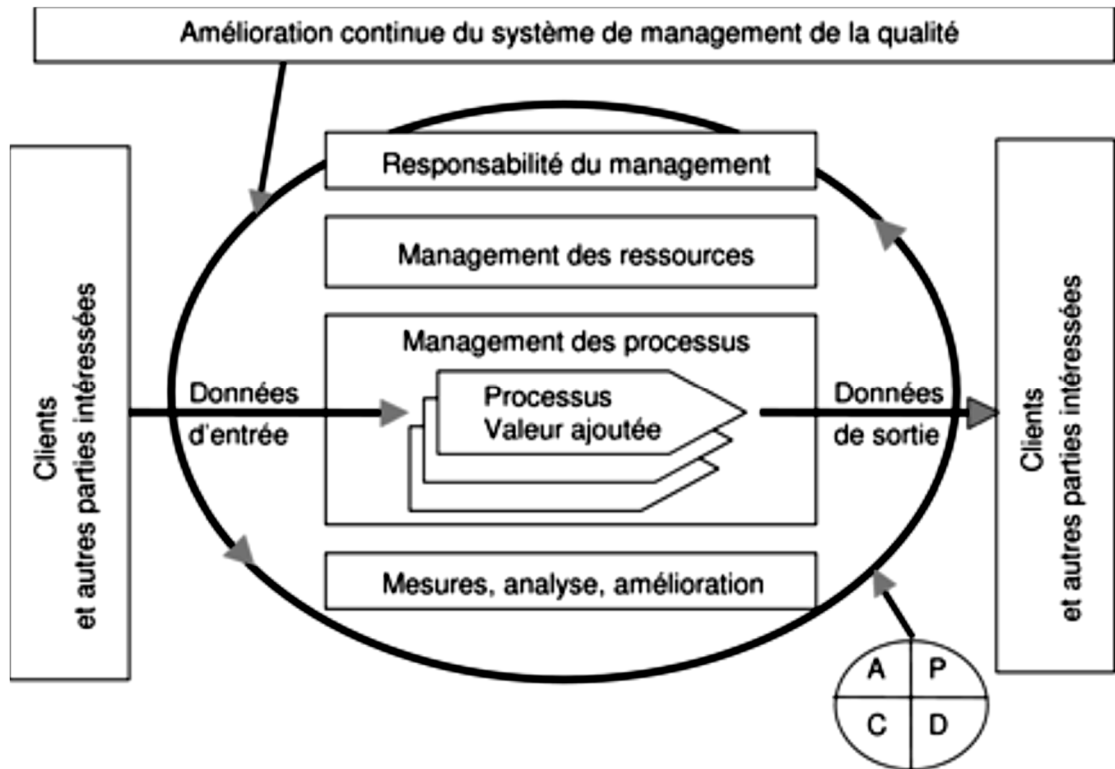 Amélioration continue du système de management de la qualité
Clients
et autres parties intéressées
Responsabilité du management
Management des ressources
Management des processus
Processus
Valeur ajoutée
Données
d'entrée
Données
de sortie
Mesures, analyse, amélioration
Clients
et autres parties intéressées
A P
C D